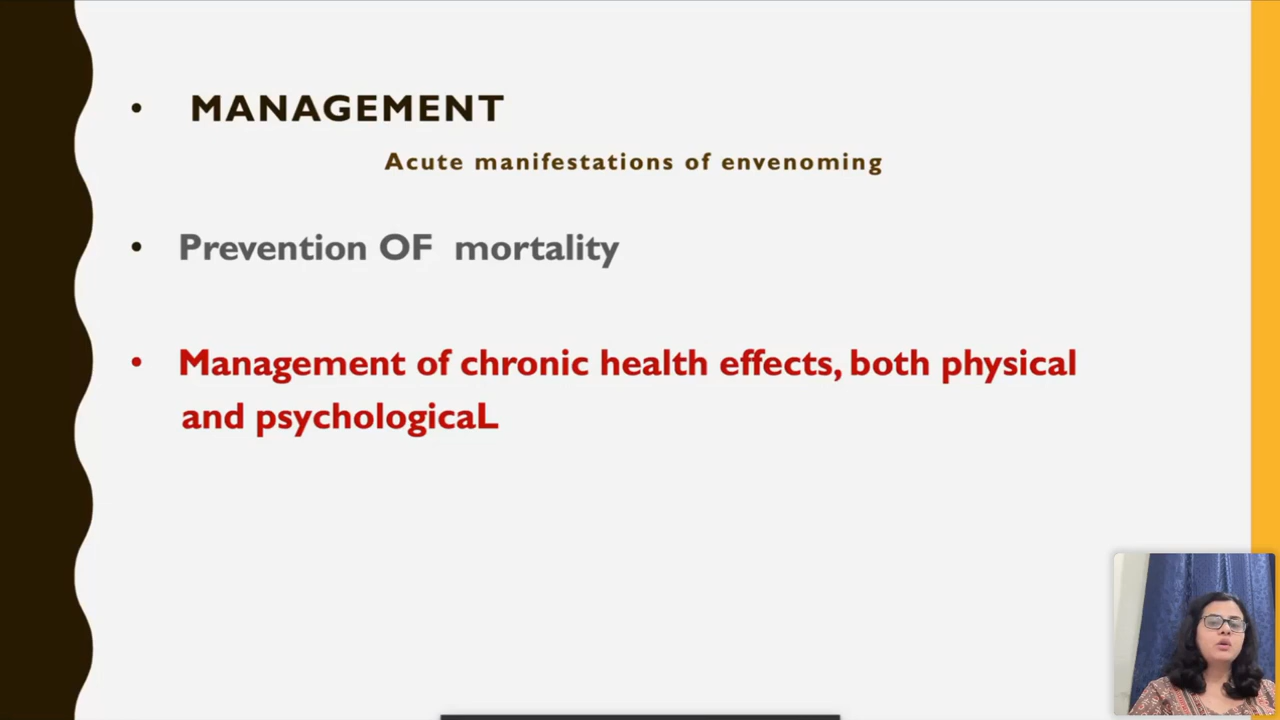 • MANAGEMENT
Acute manifestations of envenoming
• Prevention OF mortality
• Management of chronic health effects, both physical
and psychologicaL